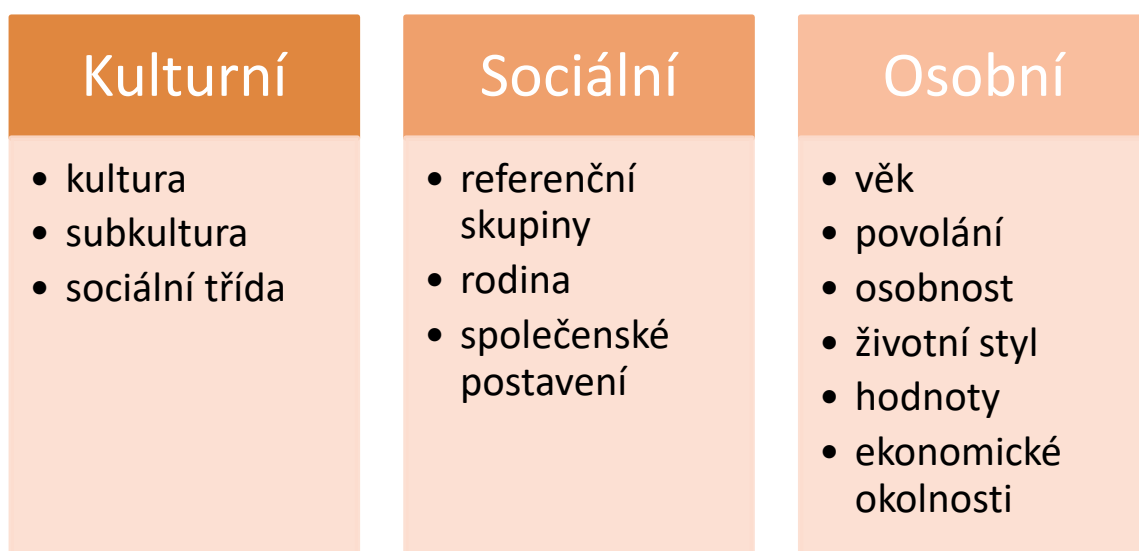 Kulturní
• kultura
• subkultura
• sociální třída
Sociální
• referenční
skupiny
• rodina
• společenské
postavení
Osobní
• věk
• povolání
• osobnost
• životní styl
• hodnoty
• ekonomické
okolnosti